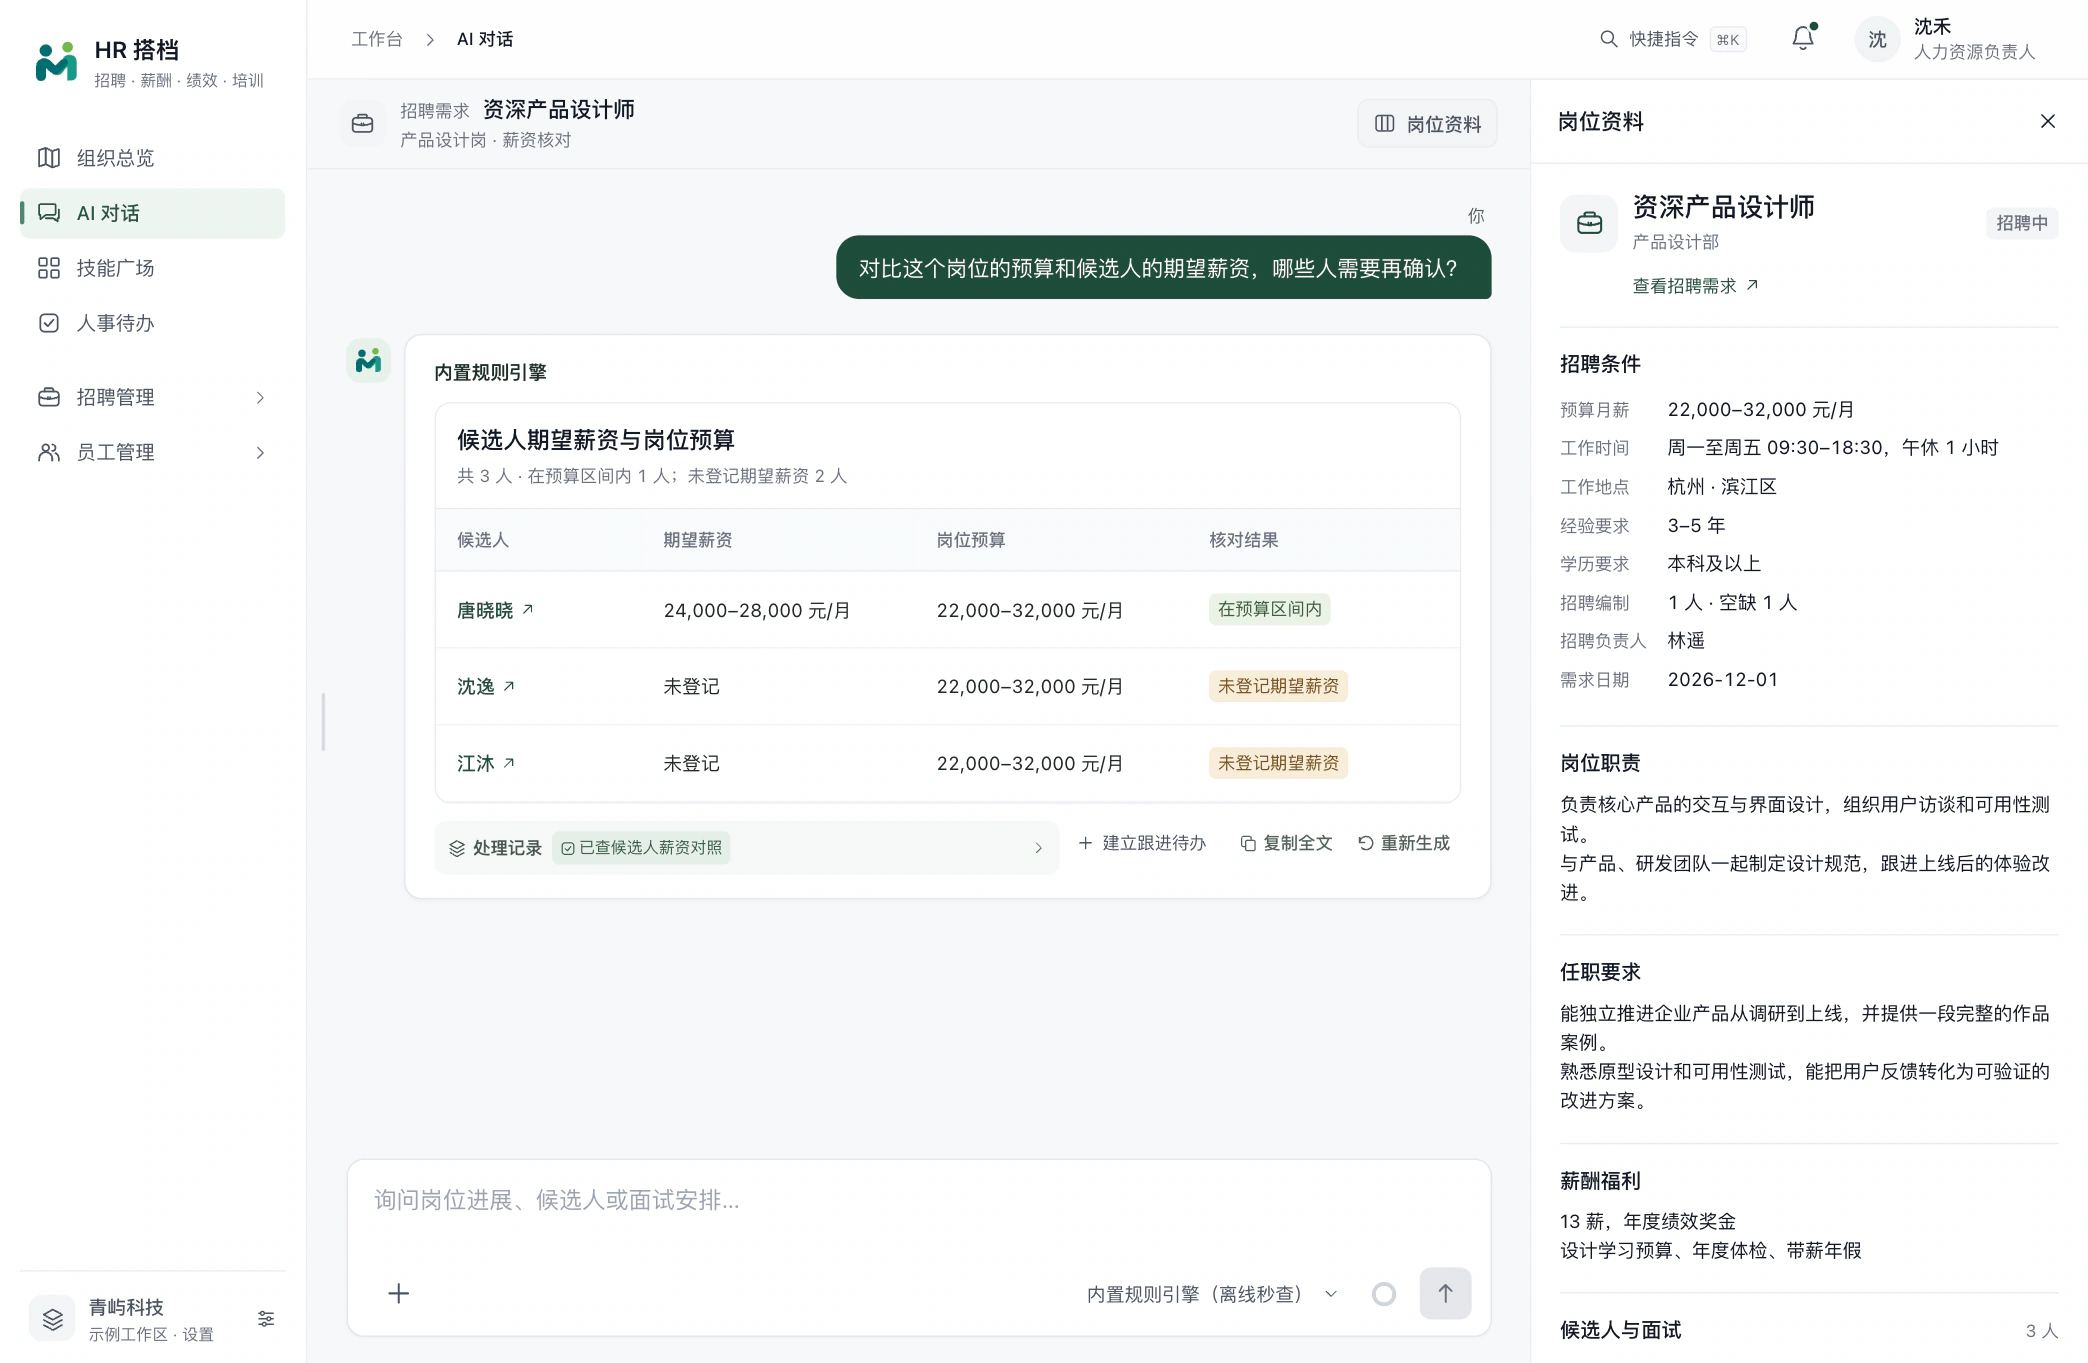 HR 搭档
招聘 · 薪酬 · 绩效 · 培训
组织总览
AI 对话
技能广场
人事待办
招聘管理
员工管理
青屿科技
示例工作区 · 设置
工作台
AI 对话
快捷指令 ⌘K
沈
沈禾
人力资源负责人
招聘需求 资深产品设计师
产品设计岗 · 薪资核对
岗位资料
你
对比这个岗位的预算和候选人的期望薪资，哪些人需要再确认?
内置规则引擎
候选人期望薪资与岗位预算
共 3 人 · 在预算区间内 1 人；未登记期望薪资 2 人
候选人 期望薪资 岗位预算 核对结果
唐晓晓 24,000–28,000 元/月 22,000–32,000 元/月 在预算区间内
沈逸 未登记 22,000–32,000 元/月 未登记期望薪资
江沐 未登记 22,000–32,000 元/月 未登记期望薪资
处理记录 已查候选人薪资对照 建立跟进待办 复制全文 重新生成
询问岗位进展、候选人或面试安排...
内置规则引擎（离线秒查）
岗位资料
资深产品设计师
产品设计部
招聘中
查看招聘需求
招聘条件
预算月薪 22,000–32,000 元/月
工作时间 周一至周五 09:30–18:30，午休 1 小时
工作地点 杭州 · 滨江区
经验要求 3–5 年
学历要求 本科及以上
招聘编制 1 人 · 空缺 1 人
招聘负责人 林遥
需求日期 2026-12-01
岗位职责
负责核心产品的交互与界面设计，组织用户访谈和可用性测
试。
与产品、研发团队一起制定设计规范，跟进上线后的体验改
进。
任职要求
能独立推进企业产品从调研到上线，并提供一段完整的作品
案例。
熟悉原型设计和可用性测试，能把用户反馈转化为可验证的
改进方案。
薪酬福利
13 薪，年度绩效奖金
设计学习预算、年度体检、带薪年假
候选人与面试 3 人